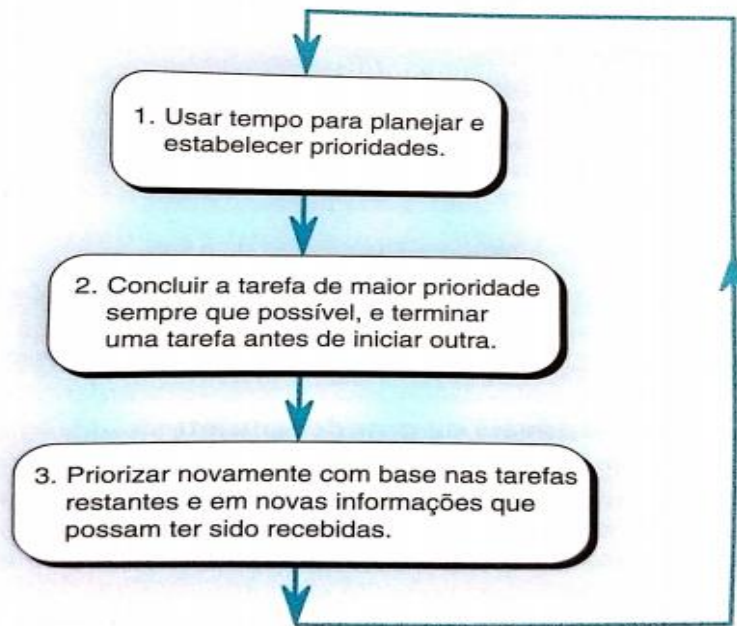 1. Usar tempo para planejar e
estabelecer prioridades.
2. Concluir a tarefa de maior prioridade
sempre que possível, e terminar
uma tarefa antes de iniciar outra.
3. Priorizar novamente com base nas tarefas
restantes e em novas informações que
possam ter sido recebidas.